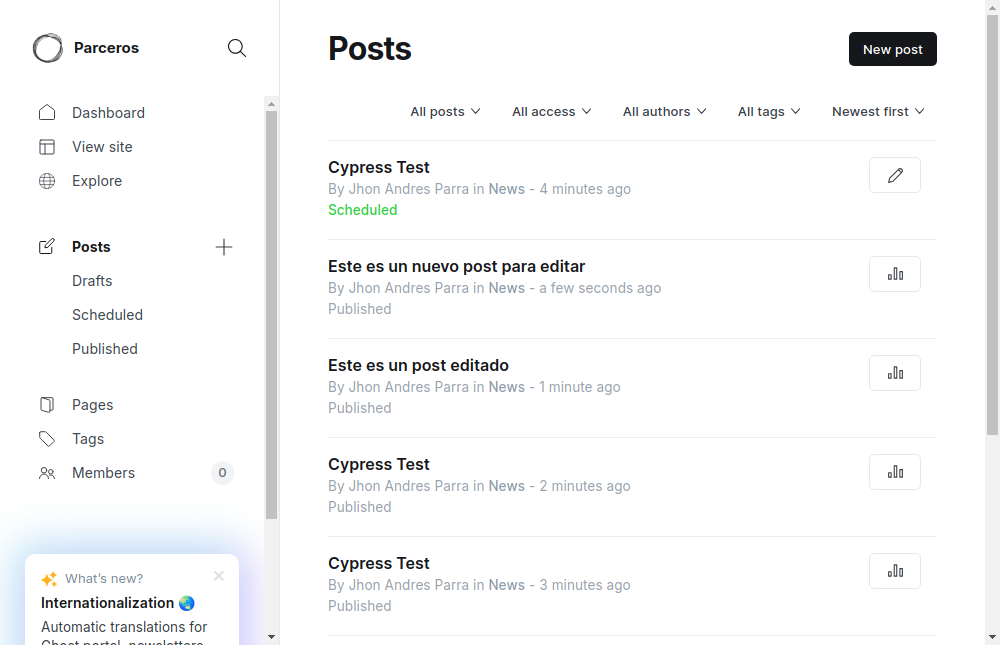 Parceros
Dashboard
View site
Explore
Posts
Drafts
Scheduled
Published
Pages
Tags
Members 0
What's new?
Internationalization
Automatic translations for
Ghost portal, newsletters
Posts
New post
All posts All access All authors All tags Newest first
Cypress Test
By Jhon Andres Parra in News - 4 minutes ago
Scheduled
Este es un nuevo post para editar
By Jhon Andres Parra in News - a few seconds ago
Published
Este es un post editado
By Jhon Andres Parra in News - 1 minute ago
Published
Cypress Test
By Jhon Andres Parra in News - 2 minutes ago
Published
Cypress Test
By Jhon Andres Parra in News - 3 minutes ago
Published